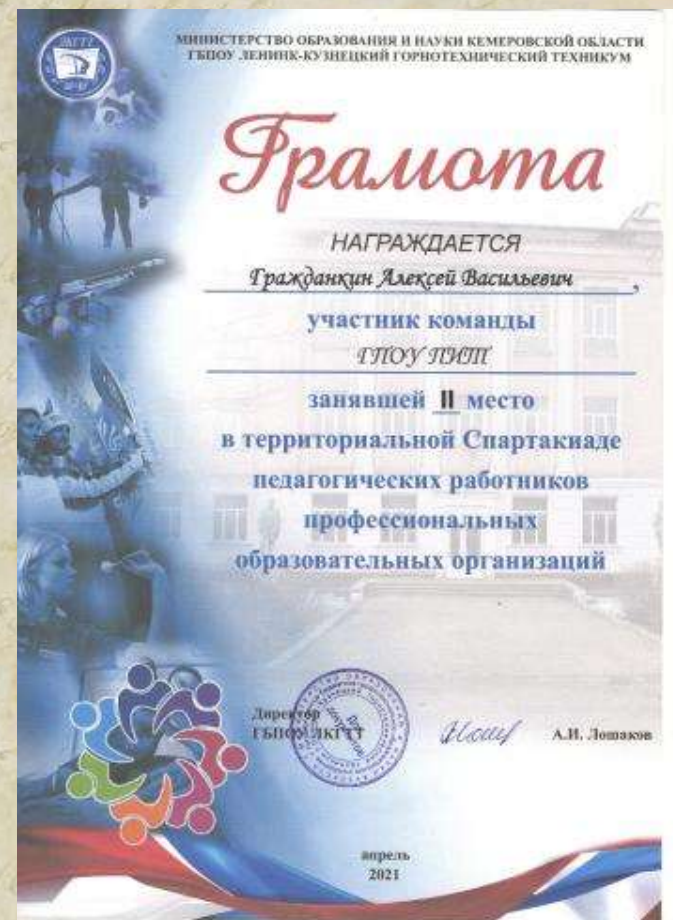 МИНИСТЕРСТВО ОБРАЗОВАНИЯ И НАУКИ КЕМЕРОВСКОЙ ОБЛАСТИ
ГБПОУ ЛЕНИНК-КУЗНЕЦКИЙ ГОРНОТЕХНИЧЕСКИЙ ТЕХНИКУМ
Грамота
НАГРАЖДАЕТСЯ
Гражданкин Алексей Васильевич,
участник команды
ГПОУ ПИТ
занявшей II место
в территориальной Спартакиаде
педагогических работников
профессиональных
образовательных организаций
Директор
ГБПОУ ЛКГТТ А.И. Лошаков
апрель
2021